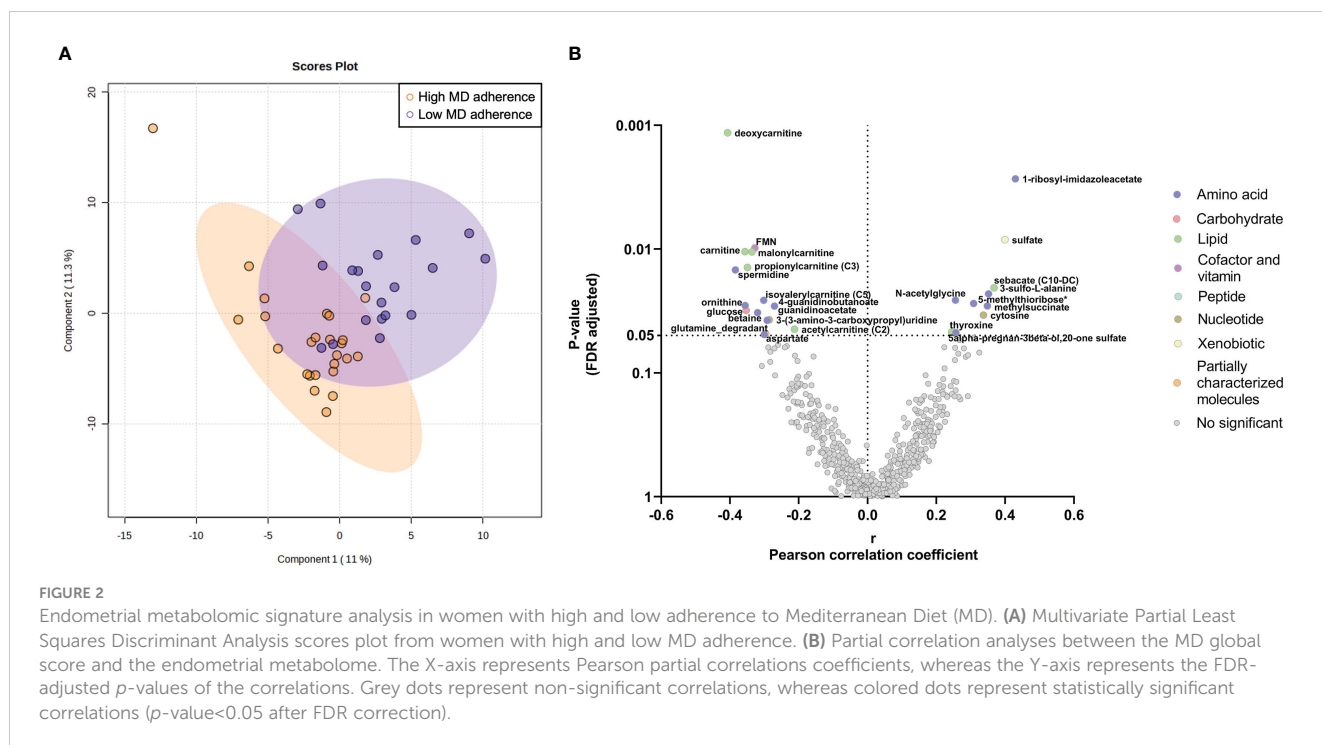 A
Scores Plot
High MD adherence
Low MD adherence
Component 2 ( 11.3 %)
20
10
0
-10
-15
-10
-5
0
5
10
Component 1 ( 11 %)
B
P-value
(FDR adjusted)
0.001
0.01
0.05
0.1
1
-0.6
-0.4
-0.2
0.0
0.2
0.4
0.6
r
Pearson correlation coefficient
deoxycarnitine
1-ribosyl-imidazoleacetate
sulfate
FMN
carnitine
malonylcarnitine
propionylcarnitine (C3)
spermidine
sebacate (C10-DC)
3-sulfo-L-alanine
isovalerylcarnitine (C5)
N-acetylglycine
5-methylthioribose*
ornithine
4-guanidinobutanoate
methylsuccinate
glucose
guanidinoacetate
cytosine
betaine
3-(3-amino-3-carboxypropyl)uridine
thyroxine
glutamine_degradant
acetylcarnitine (C2)
aspartate
5alpha-pregnan-3beta-ol,20-one sulfate
Amino acid
Carbohydrate
Lipid
Cofactor and
vitamin
Peptide
Nucleotide
Xenobiotic
Partially
characterized
molecules
No significant
FIGURE 2
Endometrial metabolomic signature analysis in women with high and low adherence to Mediterranean Diet (MD). (A) Multivariate Partial Least
Squares Discriminant Analysis scores plot from women with high and low MD adherence. (B) Partial correlation analyses between the MD global
score and the endometrial metabolome. The X-axis represents Pearson partial correlations coefficients, whereas the Y-axis represents the FDR-
adjusted p-values of the correlations. Grey dots represent non-significant correlations, whereas colored dots represent statistically significant
correlations (p-value<0.05 after FDR correction).